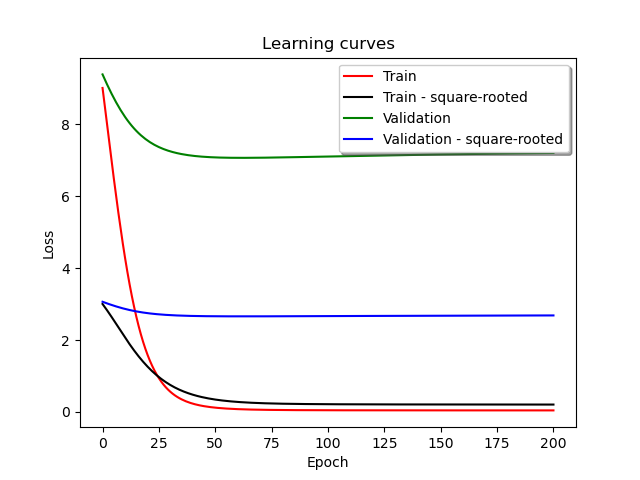 Learning curves
Train
Train - square-rooted
Validation
Validation - square-rooted
8
6
4
2
0
Loss
0 25 50 75 100 125 150 175 200
Epoch